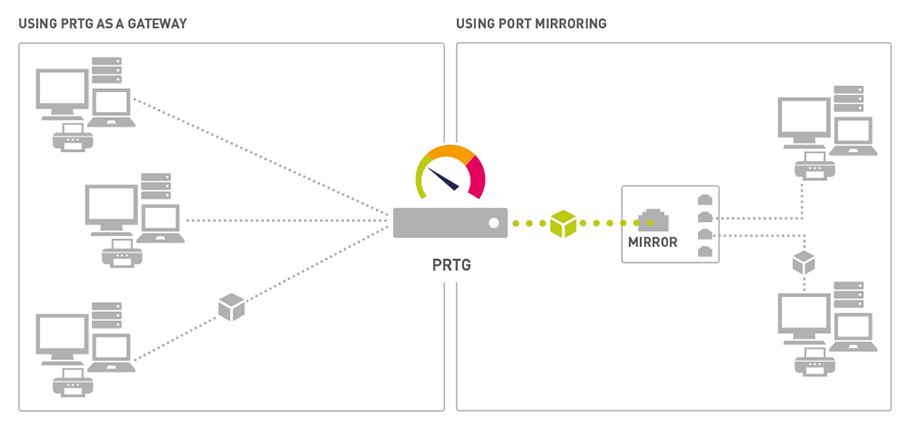 USING PRTG AS A GATEWAY
USING PORT MIRRORING
MIRROR
PRTG